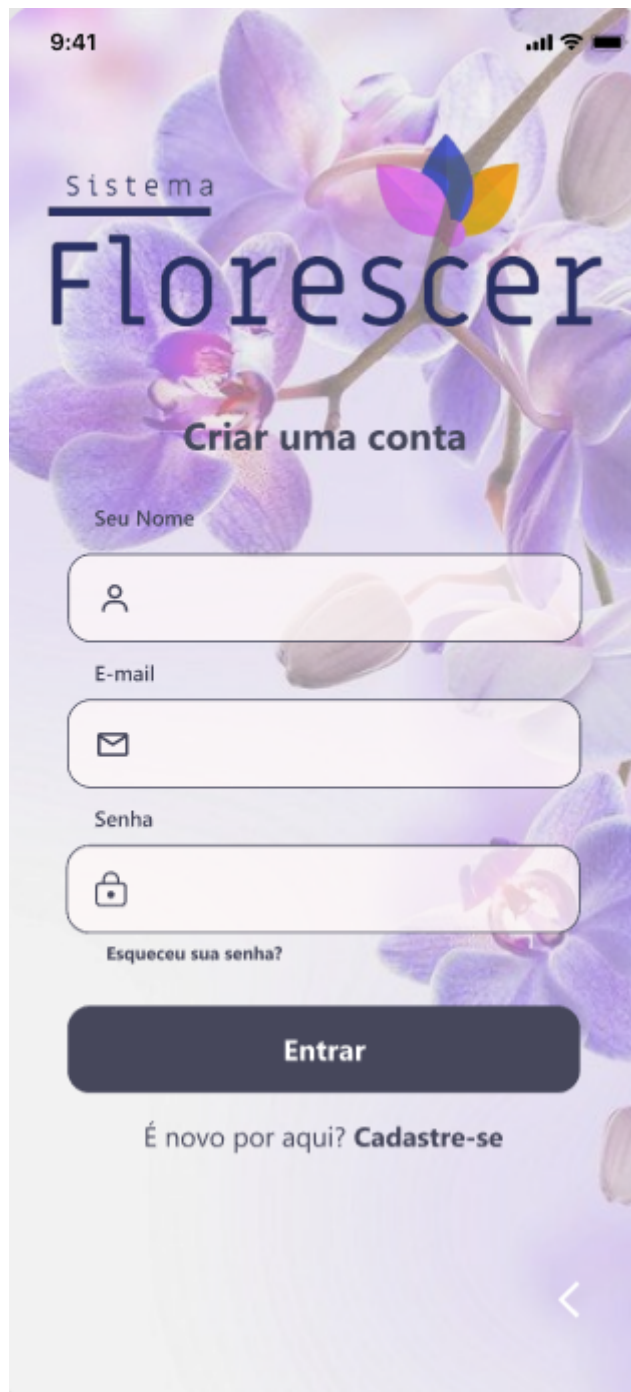 9:41
Sistema
Florescer
Criar uma conta
Seu Nome
E-mail
Senha
Esqueceu sua senha?
Entrar
É novo por aqui? Cadastre-se